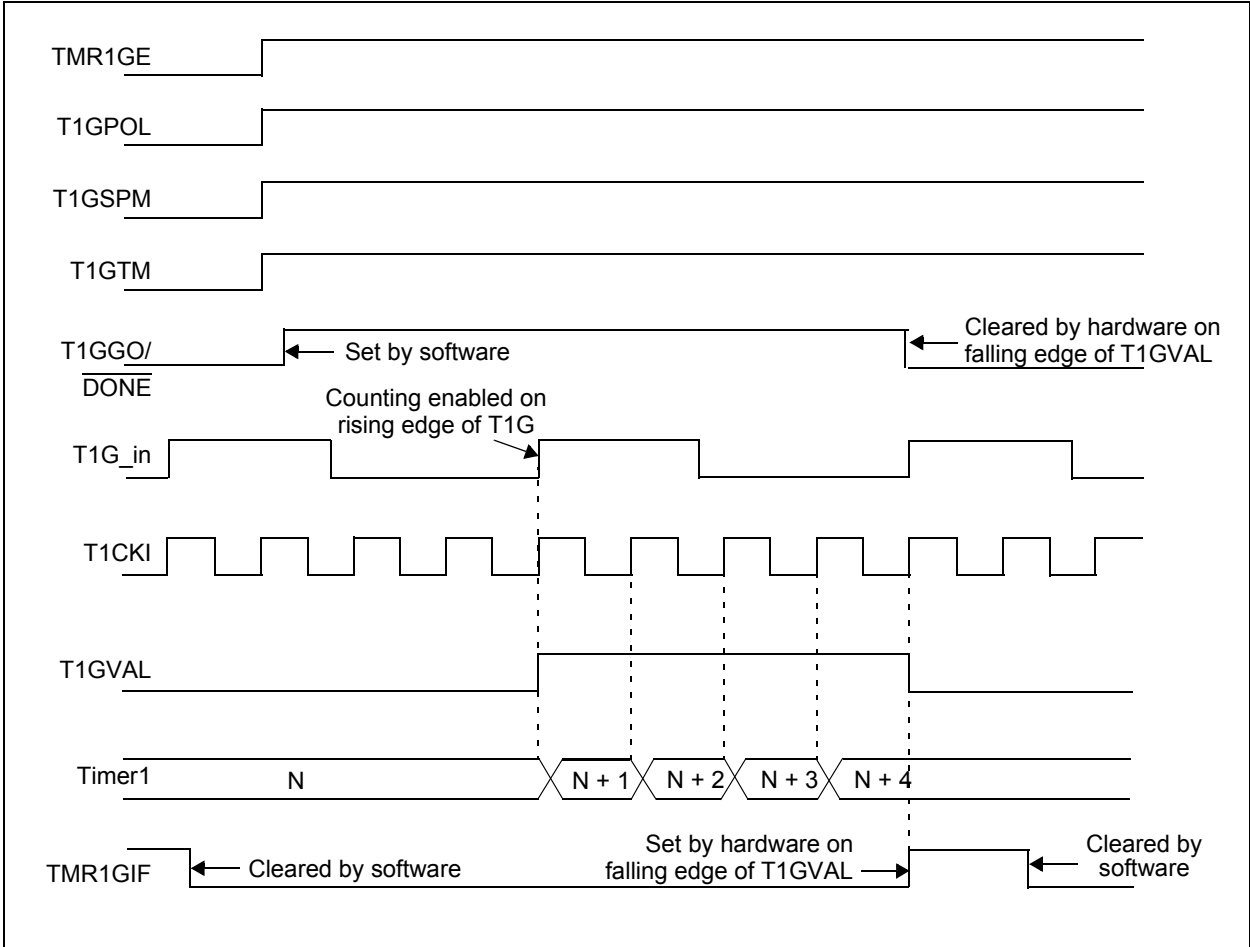 TMR1GE
T1GPOL
T1GSPM
T1GTM
T1GGO/
DONE
Set by software
Cleared by hardware on
falling edge of T1GVAL
Counting enabled on
rising edge of T1G
T1G_in
T1CKI
T1GVAL
Timer1
N
N + 1
N + 2
N + 3
N + 4
TMR1GIF
Cleared by software
Set by hardware on
falling edge of T1GVAL
Cleared by
software